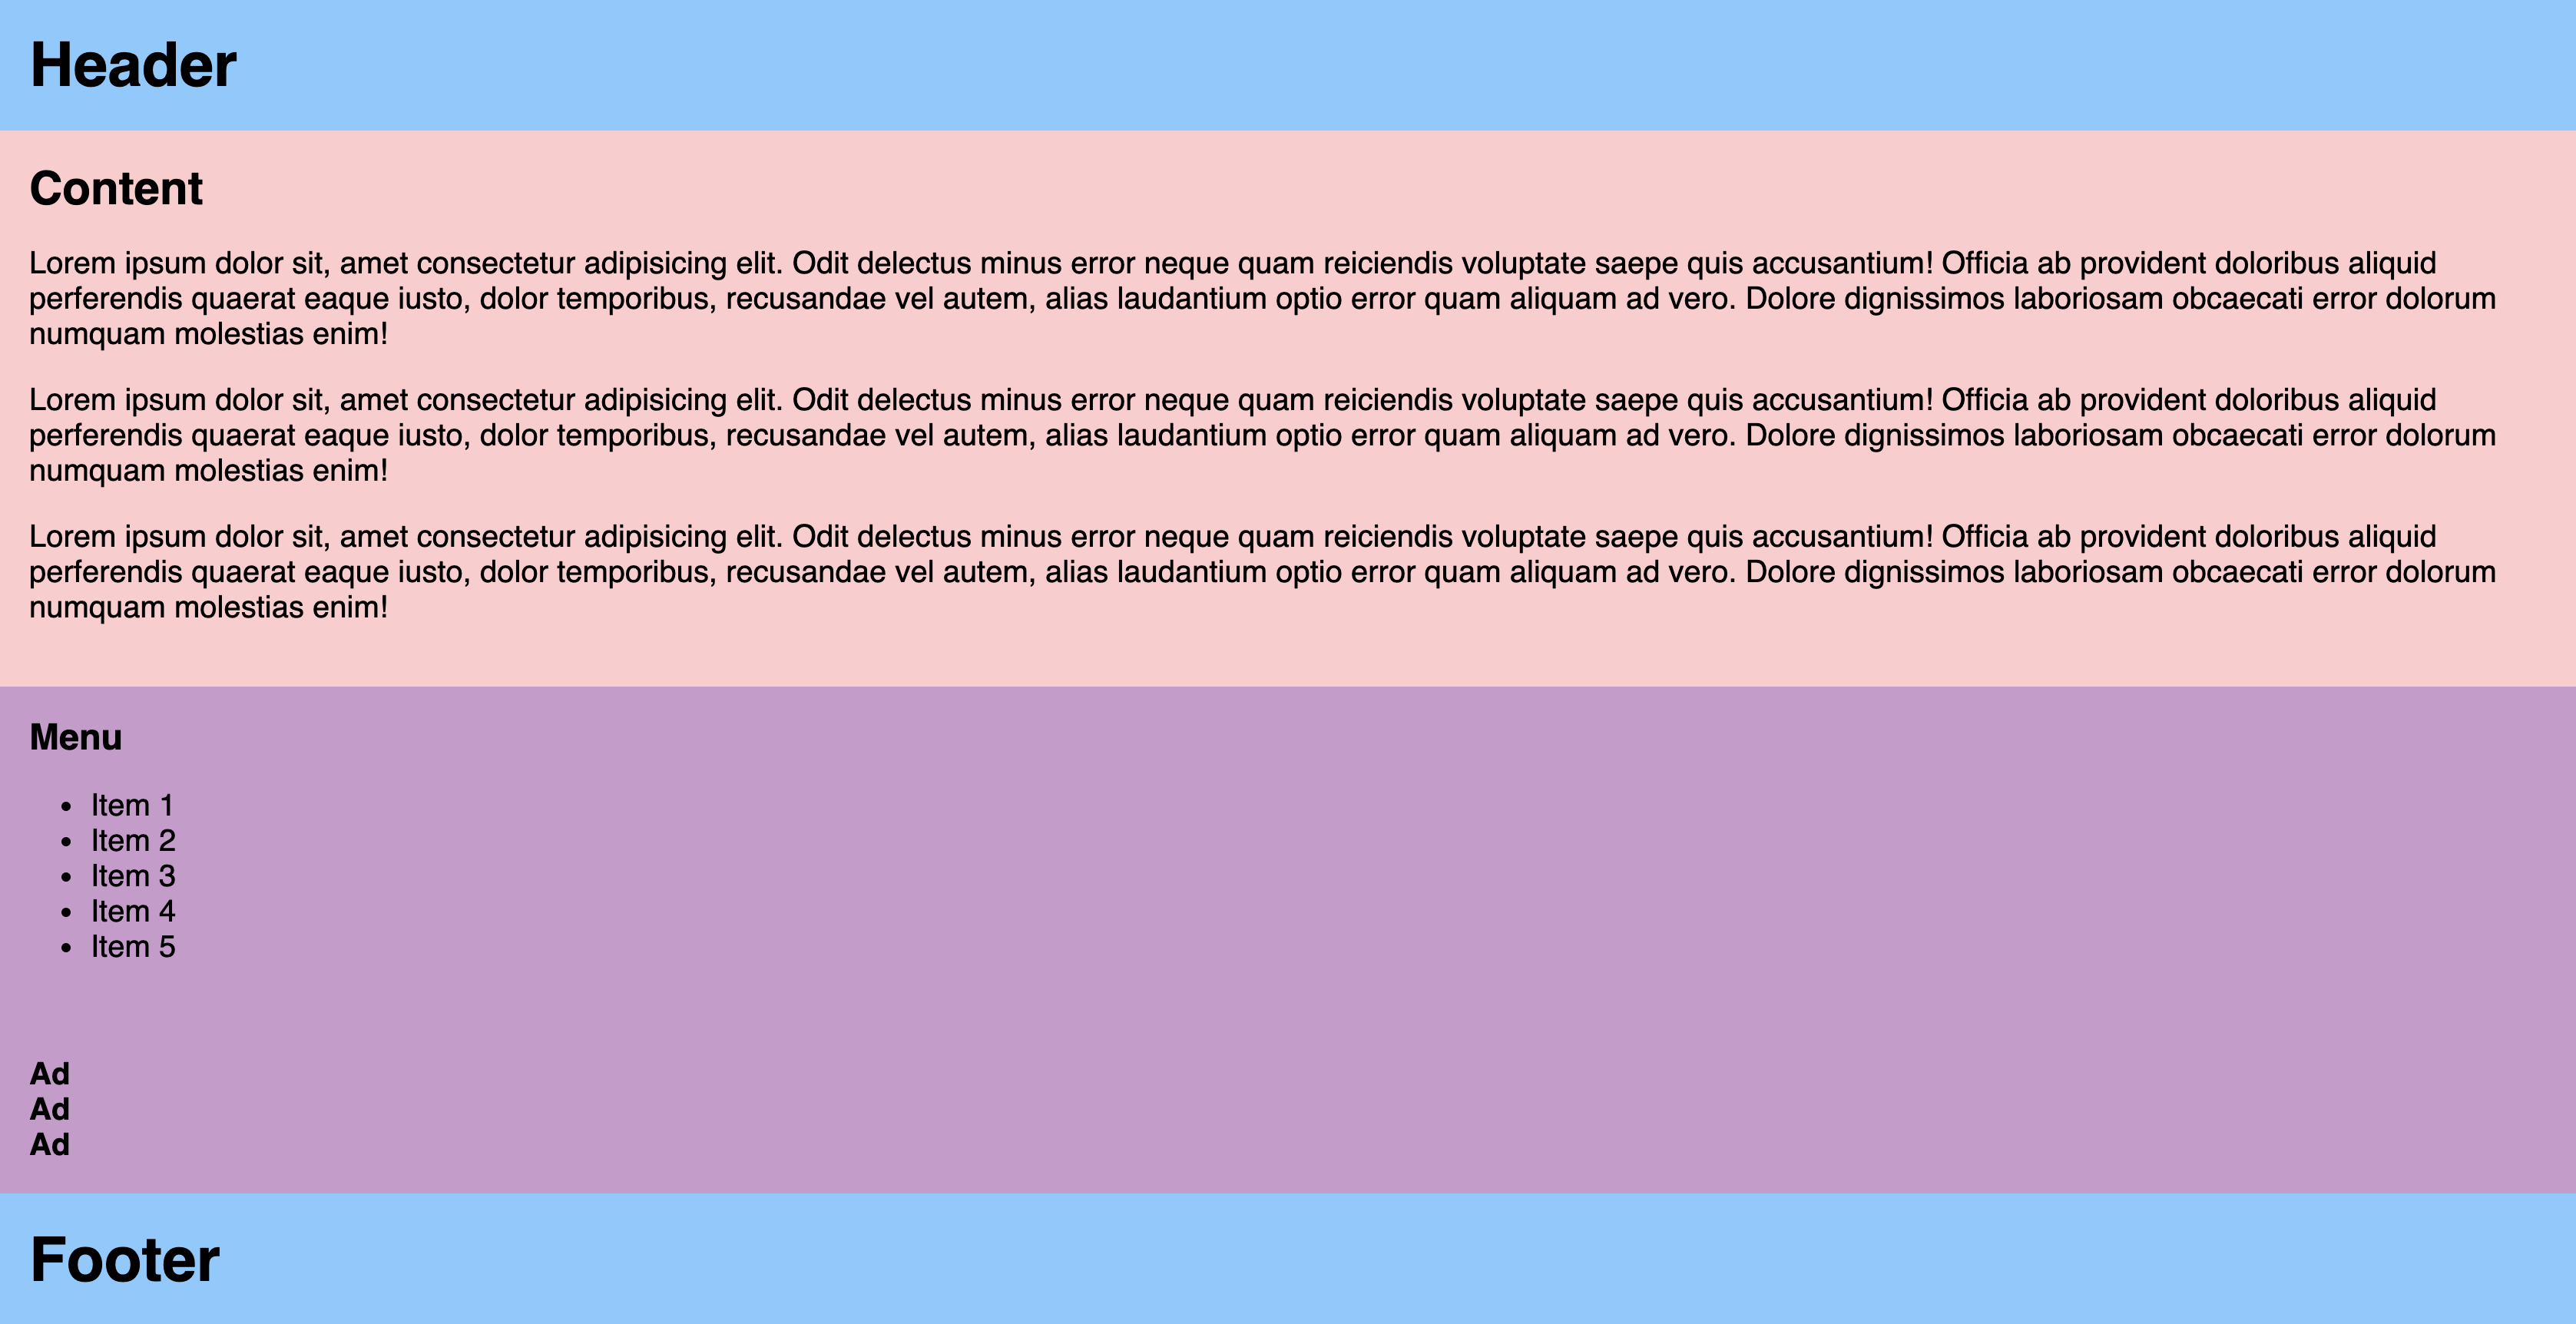 Header
Content
Lorem ipsum dolor sit, amet consectetur adipisicing elit. Odit delectus minus error neque quam reiciendis voluptate saepe quis accusantium! Officia ab provident doloribus aliquid
perferendis quaerat eaque iusto, dolor temporibus, recusandae vel autem, alias laudantium optio error quam aliquam ad vero. Dolore dignissimos laboriosam obcaecati error dolorum
numquam molestias enim!
Lorem ipsum dolor sit, amet consectetur adipisicing elit. Odit delectus minus error neque quam reiciendis voluptate saepe quis accusantium! Officia ab provident doloribus aliquid
perferendis quaerat eaque iusto, dolor temporibus, recusandae vel autem, alias laudantium optio error quam aliquam ad vero. Dolore dignissimos laboriosam obcaecati error dolorum
numquam molestias enim!
Lorem ipsum dolor sit, amet consectetur adipisicing elit. Odit delectus minus error neque quam reiciendis voluptate saepe quis accusantium! Officia ab provident doloribus aliquid
perferendis quaerat eaque iusto, dolor temporibus, recusandae vel autem, alias laudantium optio error quam aliquam ad vero. Dolore dignissimos laboriosam obcaecati error dolorum
numquam molestias enim!
Menu
• Item 1
• Item 2
• Item 3
• Item 4
• Item 5
Ad
Ad
Ad
Footer